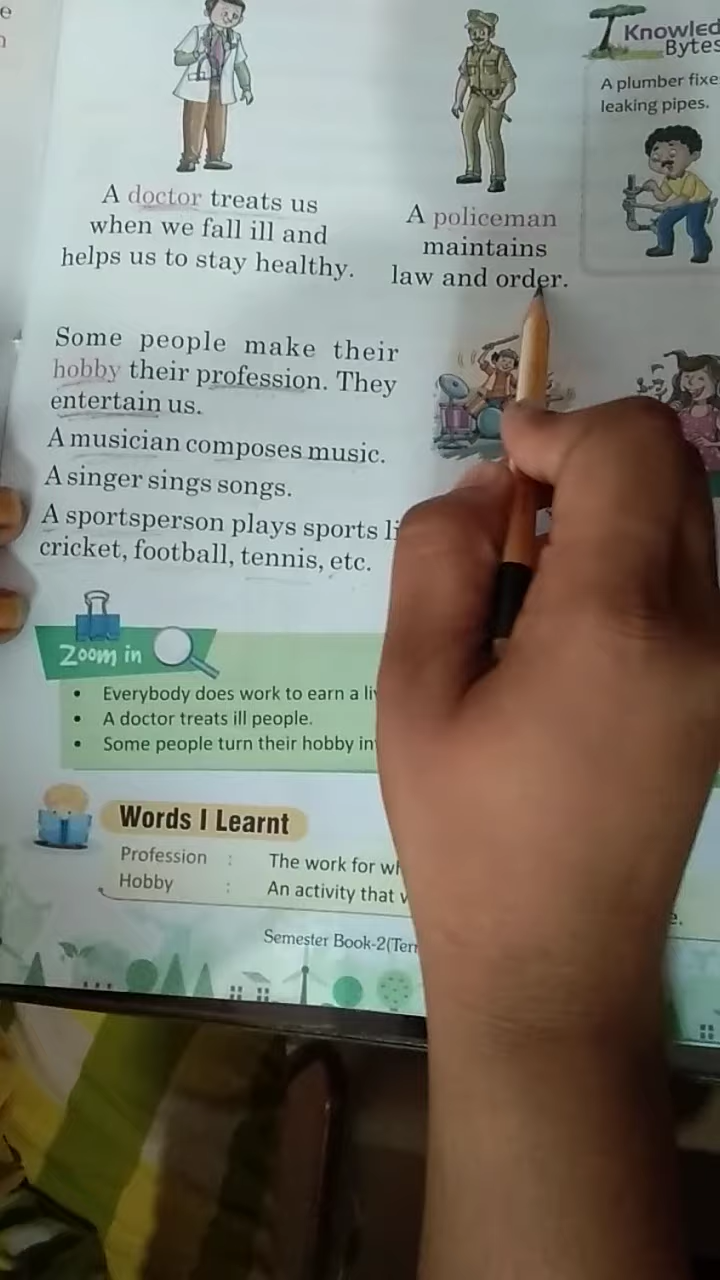 A doctor treats us
when we fall ill and
helps us to stay healthy.
A policeman
maintains
law and order.
Bytes
A plumber
leaking pipes.
Some people make their
hobby their profession. They
entertain us.
A musician composes music.
A singer sings songs.
A sportsperson plays sports
cricket, football, tennis, etc.
Zoom in
• Everybody does work to earn a
• A doctor treats ill people.
• Some people turn their hobby
Words I Learnt
Profession : The work for
Hobby : An activity that
Semester Book-2